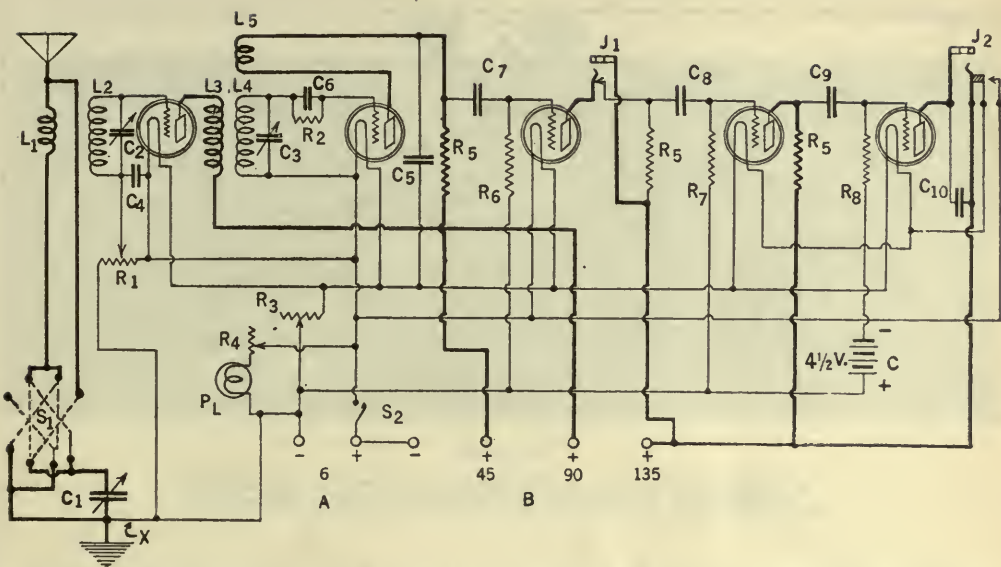 L5
J1
J2
L2
L3
L4
C6
C7
C8
C9
L1
C2
C3
R2
C5
R5
R5
R5
C4
R6
R7
R8
C10
R1
R3
R4
4½V.
-
C
+
PL
S1
S2
- + - + + +
6 45 90 135
A B
C1
X